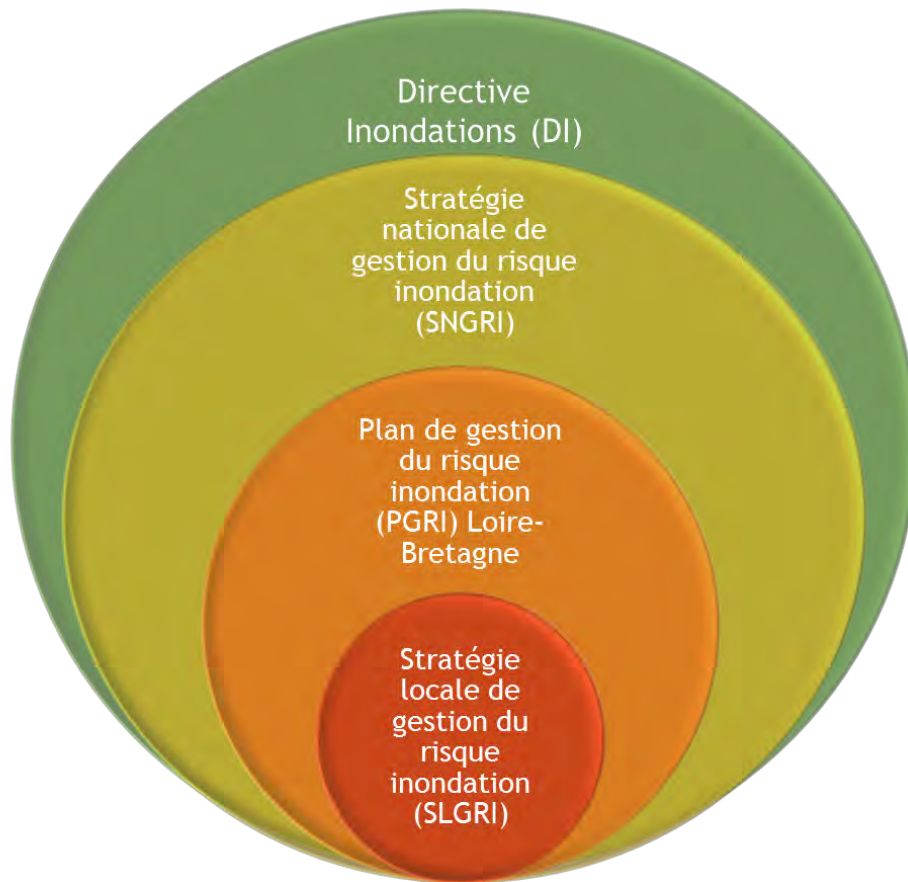 Directive
Inondations (DI)
Stratégie
nationale de
gestion du risque
inondation
(SNGRI)
Plan de gestion
du risque
inondation
(PGRI) Loire-
Bretagne
Stratégie
locale de
gestion du
risque
inondation
(SLGRI)